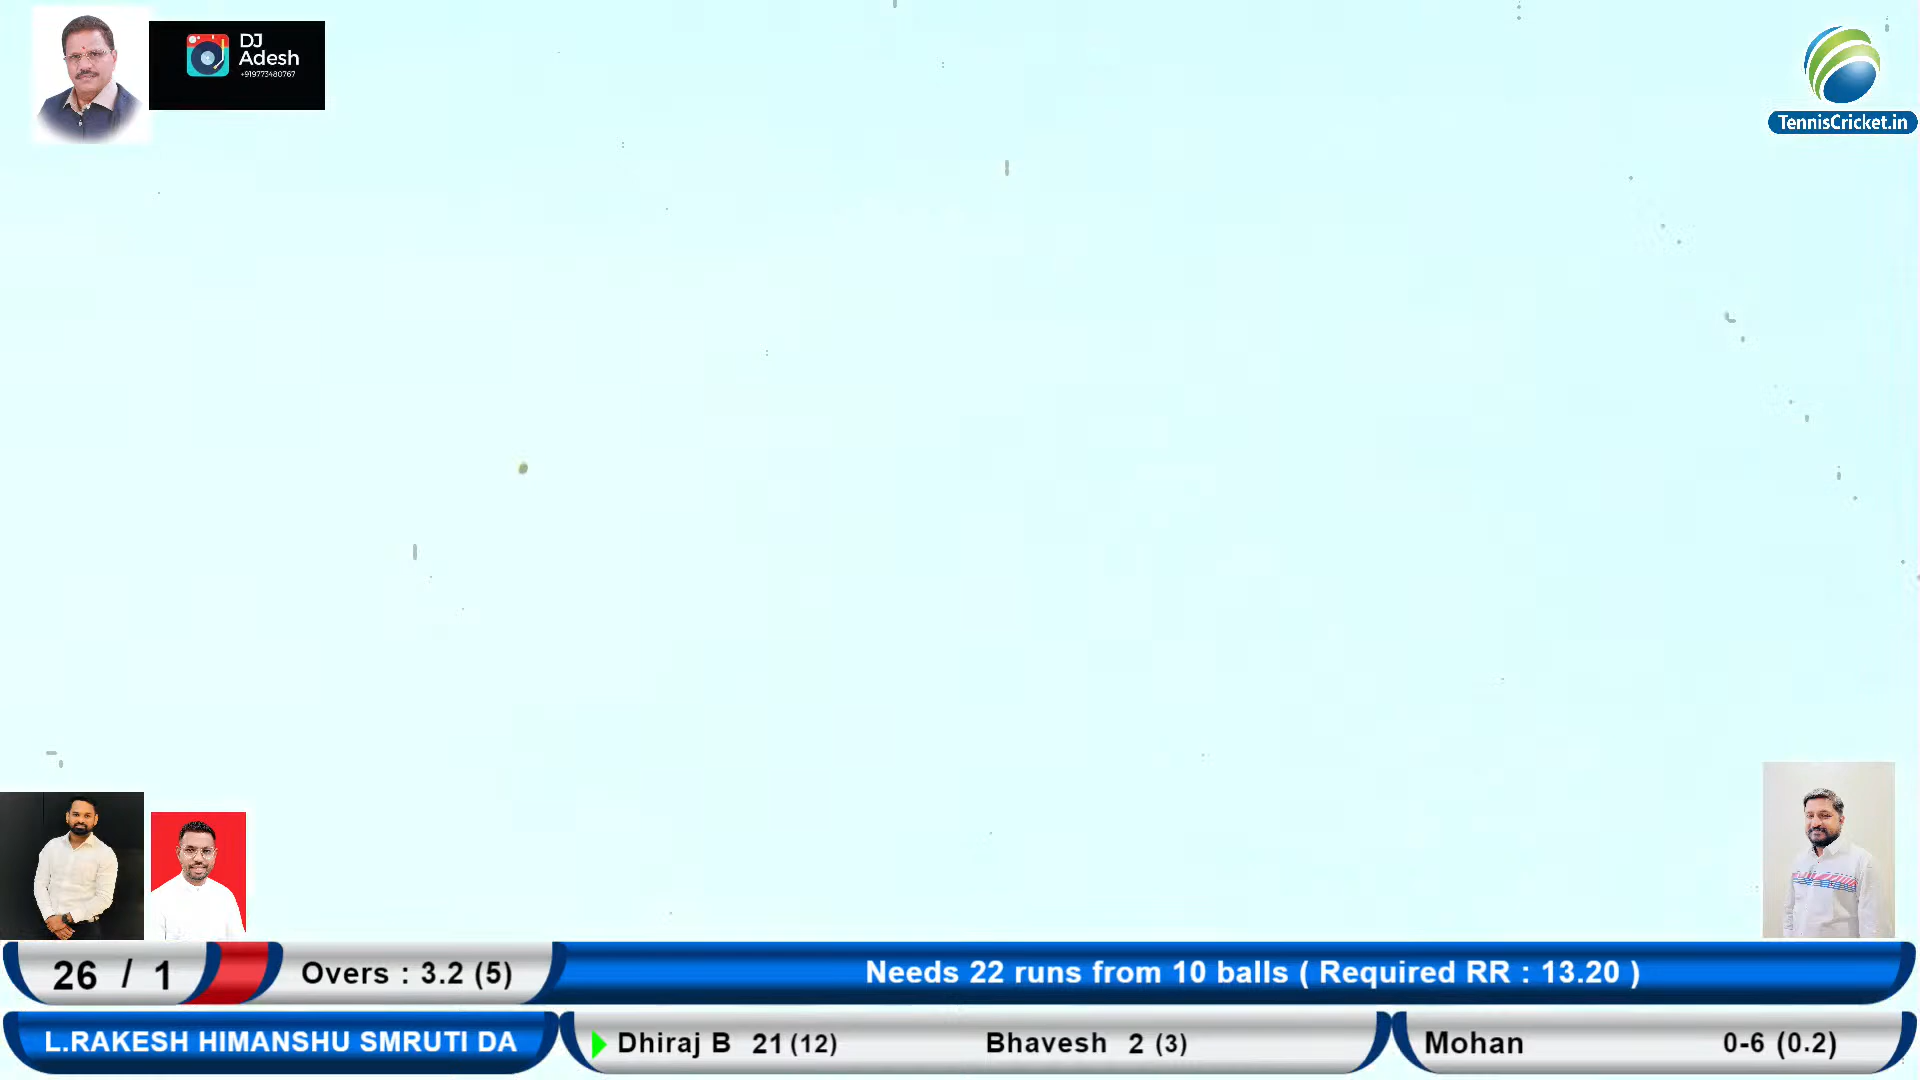 DJ
Adesh
+919773480767
TennisCricket.in
26 / 1
Overs : 3.2 (5)
Needs 22 runs from 10 balls ( Required RR : 13.20 )
L.RAKESH HIMANSHU SMRUTI DA
Dhiraj B 21 (12)
Bhavesh 2 (3)
Mohan 0-6 (0.2)